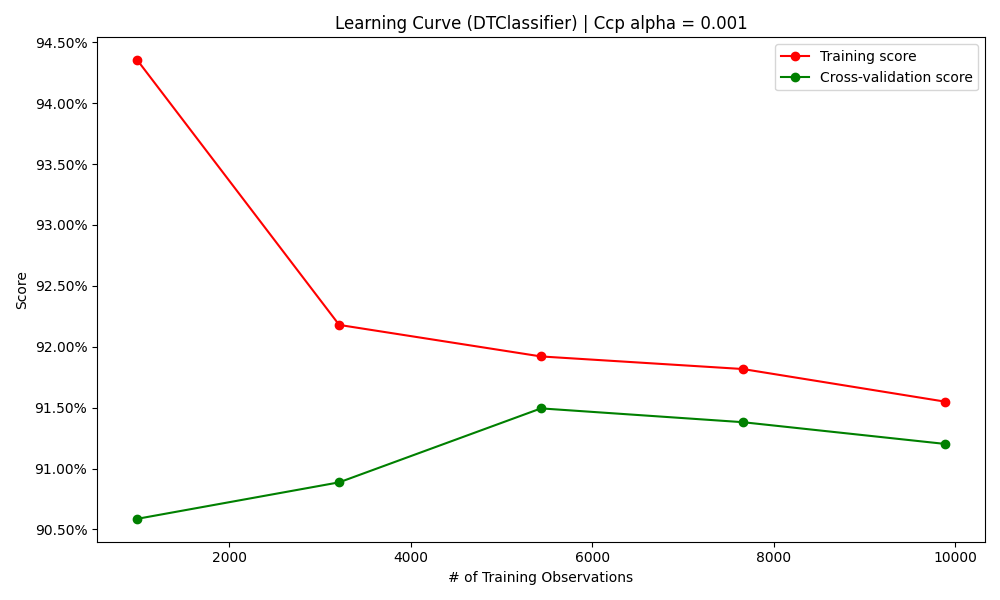 Learning Curve (DTClassifier) | Ccp alpha = 0.001
94.50%
94.00%
93.50%
93.00%
92.50%
92.00%
91.50%
91.00%
90.50%
Score
Training score
Cross-validation score
2000
4000
6000
8000
10000
# of Training Observations